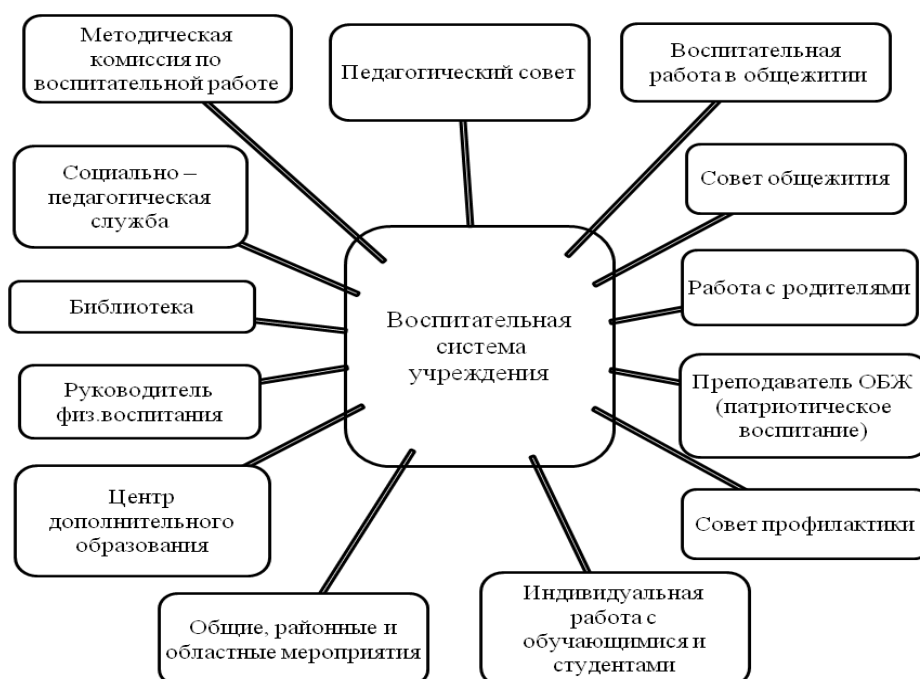 Методическая
комиссия по
воспитательной работе
Педагогический совет
Воспитательная
работа в общежитии
Социально –
педагогическая
служба
Совет общежития
Библиотека
Работа с родителями
Воспитательная
система
учреждения
Руководитель
физ.воспитания
Преподаватель ОБЖ
(патриотическое
воспитание)
Центр
дополнительного
образования
Совет профилактики
Общие, районные и
областные мероприятия
Индивидуальная
работа с
обучающимися и
студентами